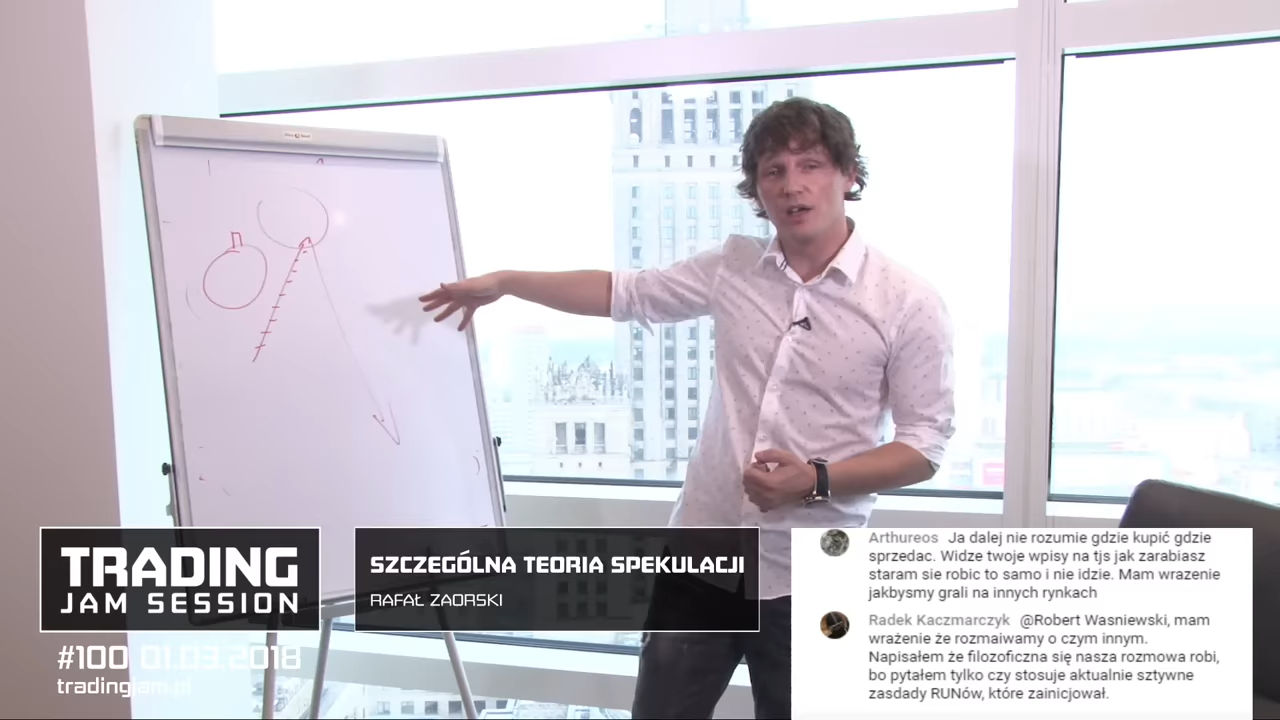 TRADING
JAM SESSION
#100 01.03.2018
tradingjam.pl
SZCZEGÓLNA TEORIA SPEKULACJI
RAFAŁ ZAORSKI
Arthureos Ja dalej nie rozumie gdzie kupić gdzie
sprzedac. Widze twoje wpisy na tjs jak zarabiasz
staram sie robic to samo i nie idzie. Mam wrazenie
jakbysmy grali na innych rynkach
Radek Kaczmarczyk @Robert Wasniewski, mam
wrażenie że rozmaiwamy o czym innym.
Napisałem że filozoficzna się nasza rozmowa robi,
bo pytałem tylko czy stosuje aktualnie sztywne
zasdady RUNów, które zainicjował.